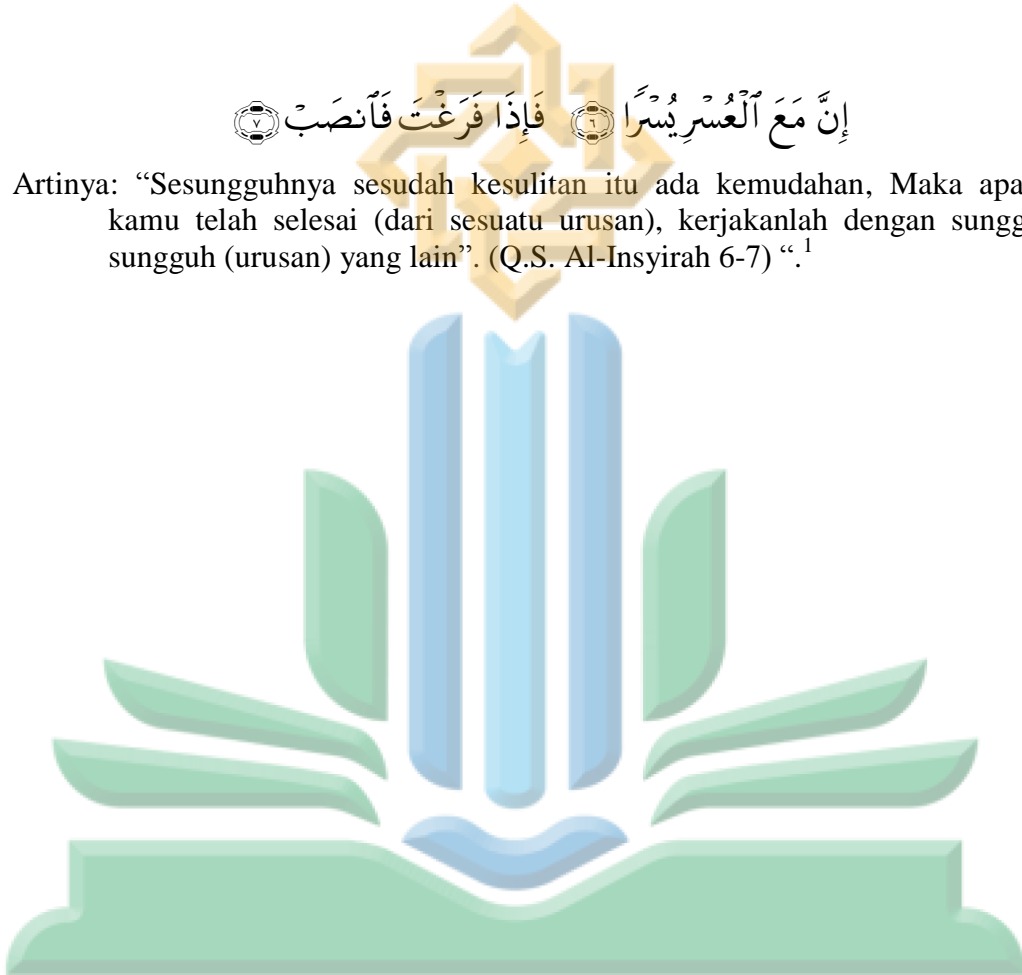 إِنَّ مَعَ ٱلْعُسْرِ يُسْرًا ۝٦ فَإِذَا فَرَغْتَ فَٱنصَبْ ۝٧
Artinya: “Sesungguhnya sesudah kesulitan itu ada kemudahan, Maka apa
kamu telah selesai (dari sesuatu urusan), kerjakanlah dengan sungg
sungguh (urusan) yang lain”. (Q.S. Al-Insyirah 6-7) “.1